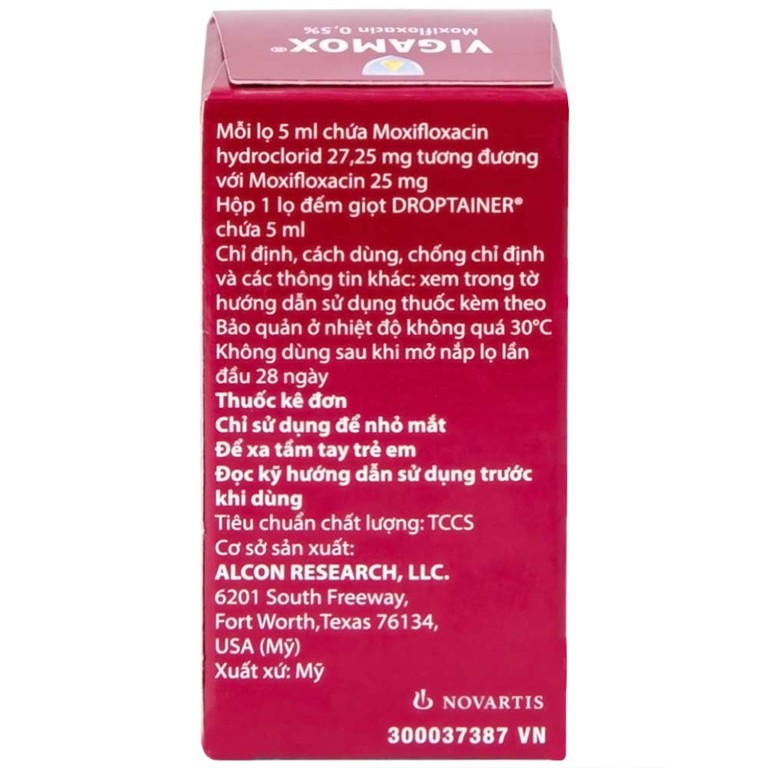 VIGAMOX®
Moxifloxacin 0,5%
Mỗi lọ 5 ml chứa Moxifloxacin
hydroclorid 27,25 mg tương đương
với Moxifloxacin 25 mg
Hộp 1 lọ đếm giọt DROPTAINER®
chứa 5 ml
Chỉ định, cách dùng, chống chỉ định
và các thông tin khác: xem trong tờ
hướng dẫn sử dụng thuốc kèm theo
Bảo quản ở nhiệt độ không quá 30°C
Không dùng sau khi mở nắp lọ lần
đầu 28 ngày
Thuốc kê đơn
Chỉ sử dụng để nhỏ mắt
Để xa tầm tay trẻ em
Đọc kỹ hướng dẫn sử dụng trước
khi dùng
Tiêu chuẩn chất lượng: TCCS
Cơ sở sản xuất:
ALCON RESEARCH, LLC.
6201 South Freeway,
Fort Worth,Texas 76134,
USA (Mỹ)
Xuất xứ: Mỹ
NOVARTIS
300037387 VN